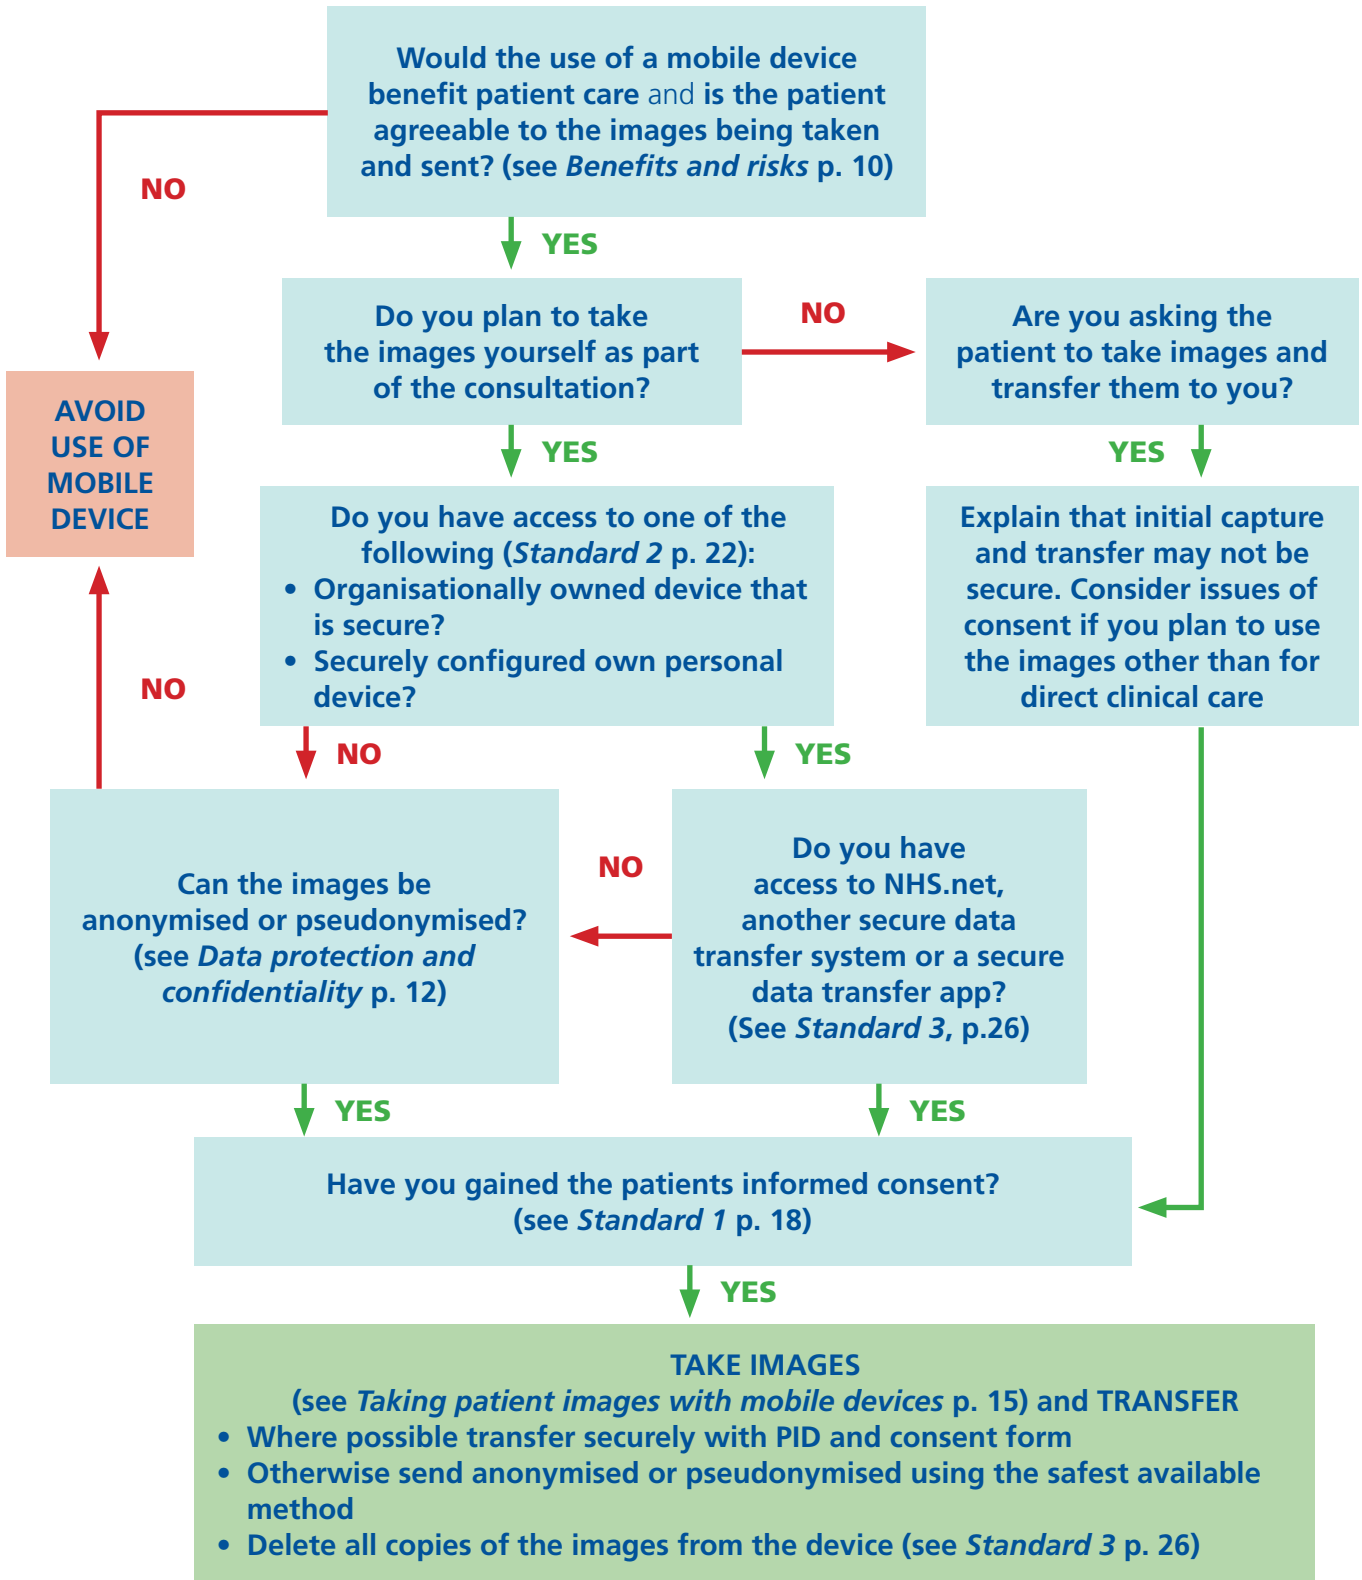 Would the use of a mobile device
benefit patient care and is the patient
agreeable to the images being taken
and sent? (see Benefits and risks p. 10)
NO
YES
Do you plan to take
the images yourself as part
of the consultation?
NO
Are you asking the
patient to take images and
transfer them to you?
AVOID
USE OF
MOBILE
DEVICE
YES
YES
Do you have access to one of the
following (Standard 2 p. 22):
• Organisationally owned device that
is secure?
• Securely configured own personal
device?
Explain that initial capture
and transfer may not be
secure. Consider issues of
consent if you plan to use
the images other than for
direct clinical care
NO
NO
YES
Can the images be
anonymised or pseudonymised?
(see Data protection and
confidentiality p. 12)
NO
Do you have
access to NHS.net,
another secure data
transfer system or a secure
data transfer app?
(See Standard 3, p.26)
YES
YES
Have you gained the patients informed consent?
(see Standard 1 p. 18)
YES
TAKE IMAGES
(see Taking patient images with mobile devices p. 15) and TRANSFER
• Where possible transfer securely with PID and consent form
• Otherwise send anonymised or pseudonymised using the safest available
method
• Delete all copies of the images from the device (see Standard 3 p. 26)